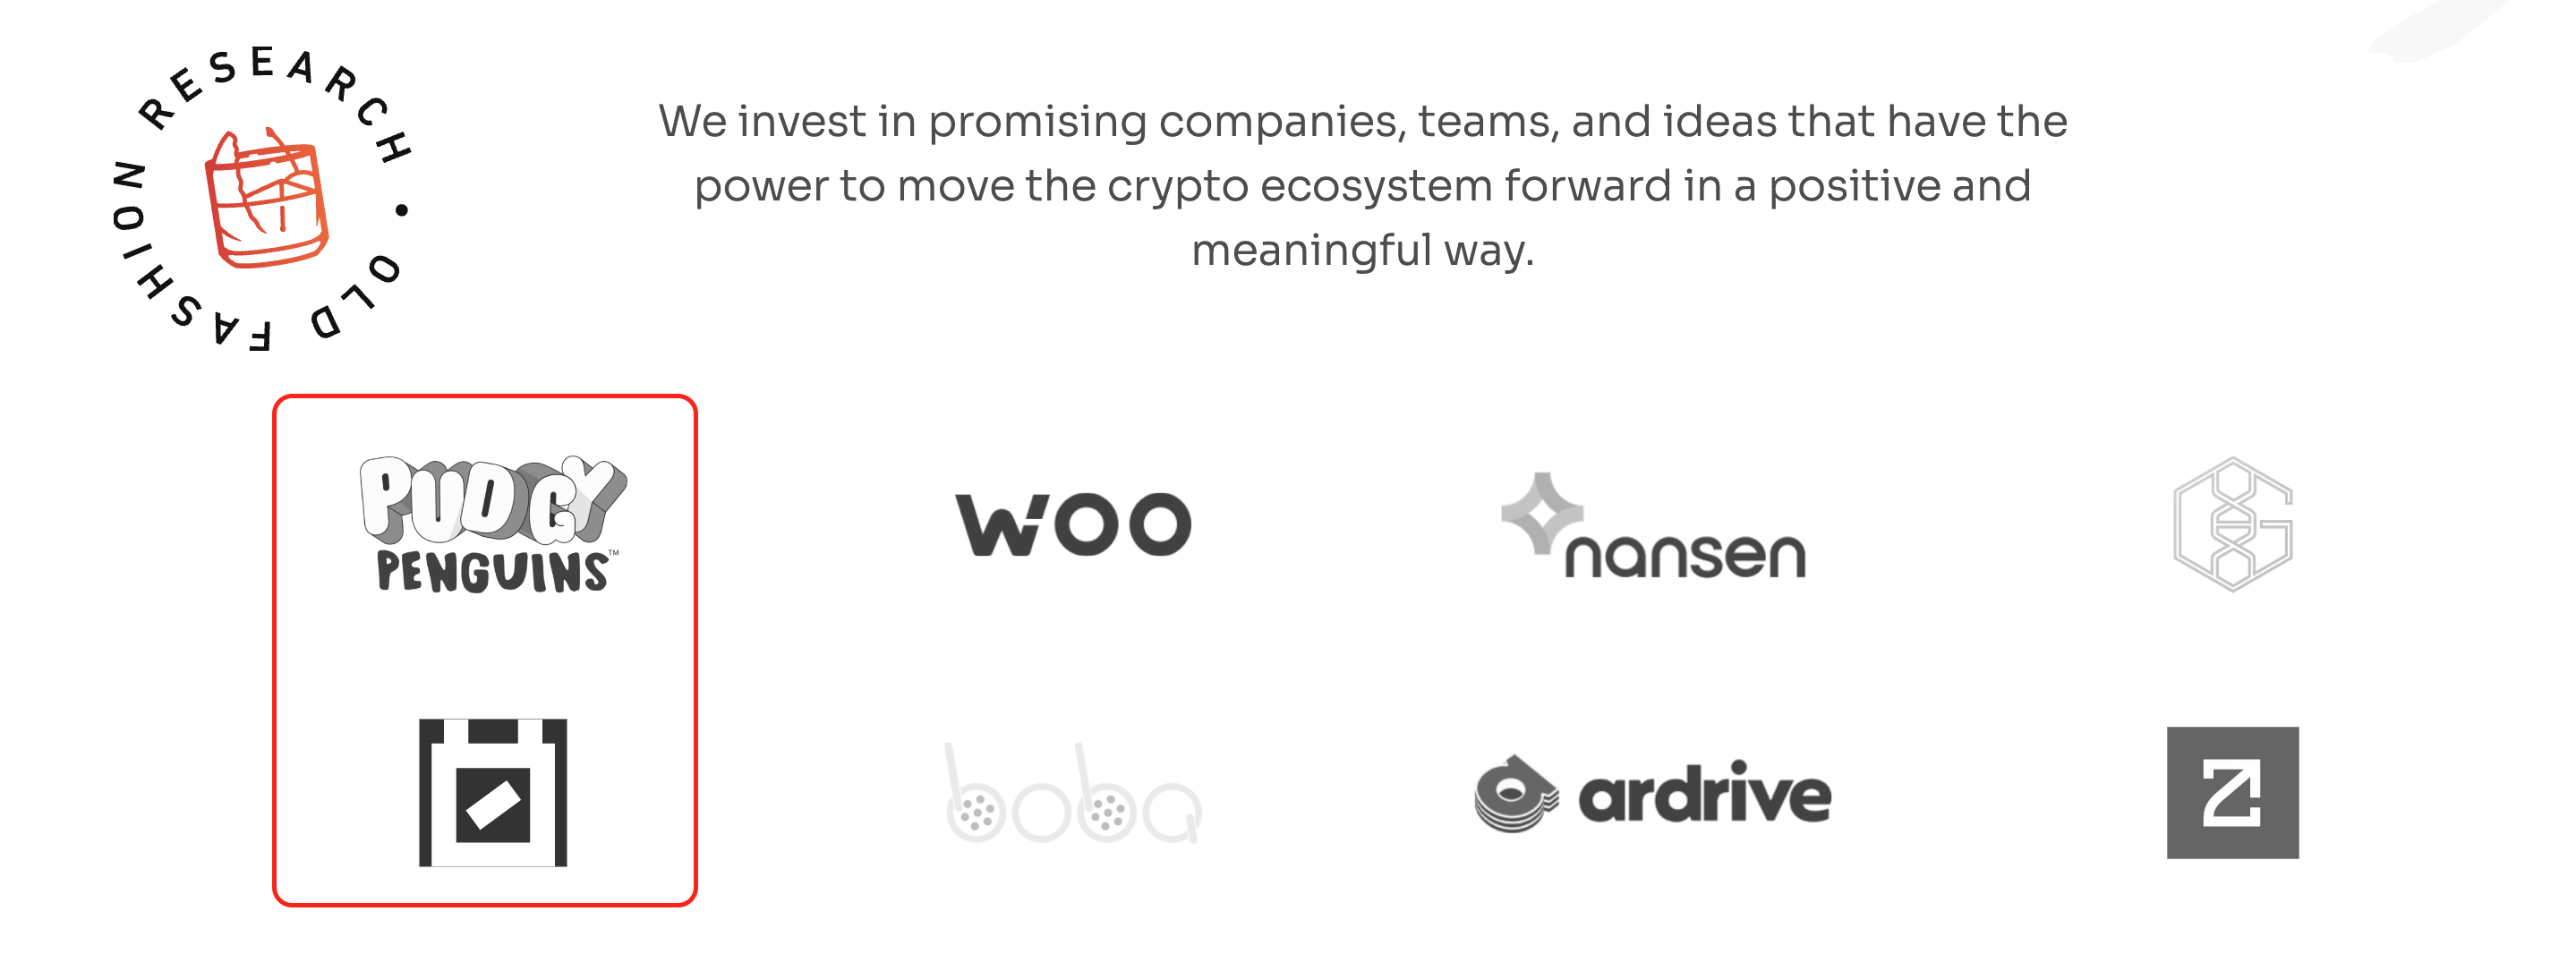 OLD FASHION RESEARCH •
We invest in promising companies, teams, and ideas that have the
power to move the crypto ecosystem forward in a positive and
meaningful way.
PUDGY
PENGUINS™
WOO
nansen
G
boba
ardrive
Z